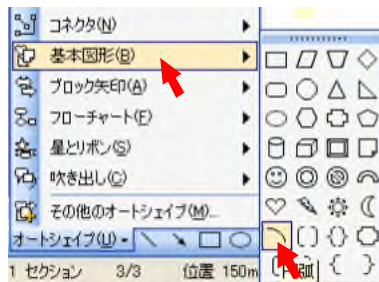 コネクタ(N)
基本図形(B)
ブロック矢印(A)
フローチャート(F)
星とリボン(S)
吹き出し(C)
その他のオートシェイプ(M)...
オートシェイプ(U)
1 セクション 3/3 位置 150m
円弧